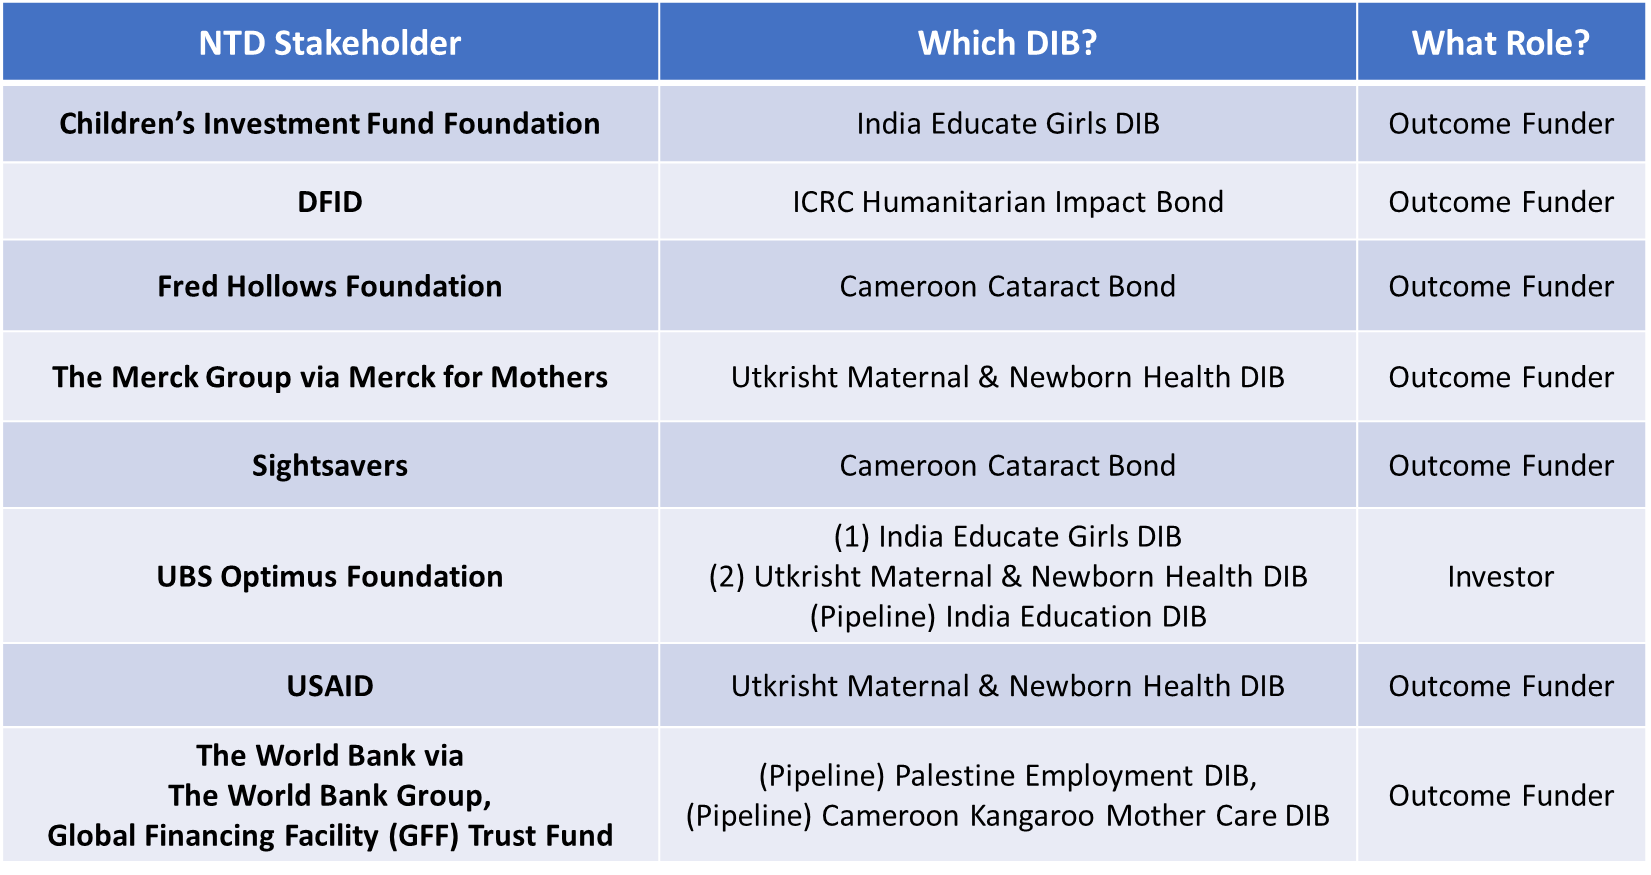 NTD Stakeholder Which DIB? What Role?
Children’s Investment Fund Foundation India Educate Girls DIB Outcome Funder
DFID ICRC Humanitarian Impact Bond Outcome Funder
Fred Hollows Foundation Cameroon Cataract Bond Outcome Funder
The Merck Group via Merck for Mothers Utkrisht Maternal & Newborn Health DIB Outcome Funder
Sightsavers Cameroon Cataract Bond Outcome Funder
UBS Optimus Foundation
(1) India Educate Girls DIB
(2) Utkrisht Maternal & Newborn Health DIB
(Pipeline) India Education DIB
Investor
USAID Utkrisht Maternal & Newborn Health DIB Outcome Funder
The World Bank via
The World Bank Group,
Global Financing Facility (GFF) Trust Fund
(Pipeline) Palestine Employment DIB,
(Pipeline) Cameroon Kangaroo Mother Care DIB
Outcome Funder